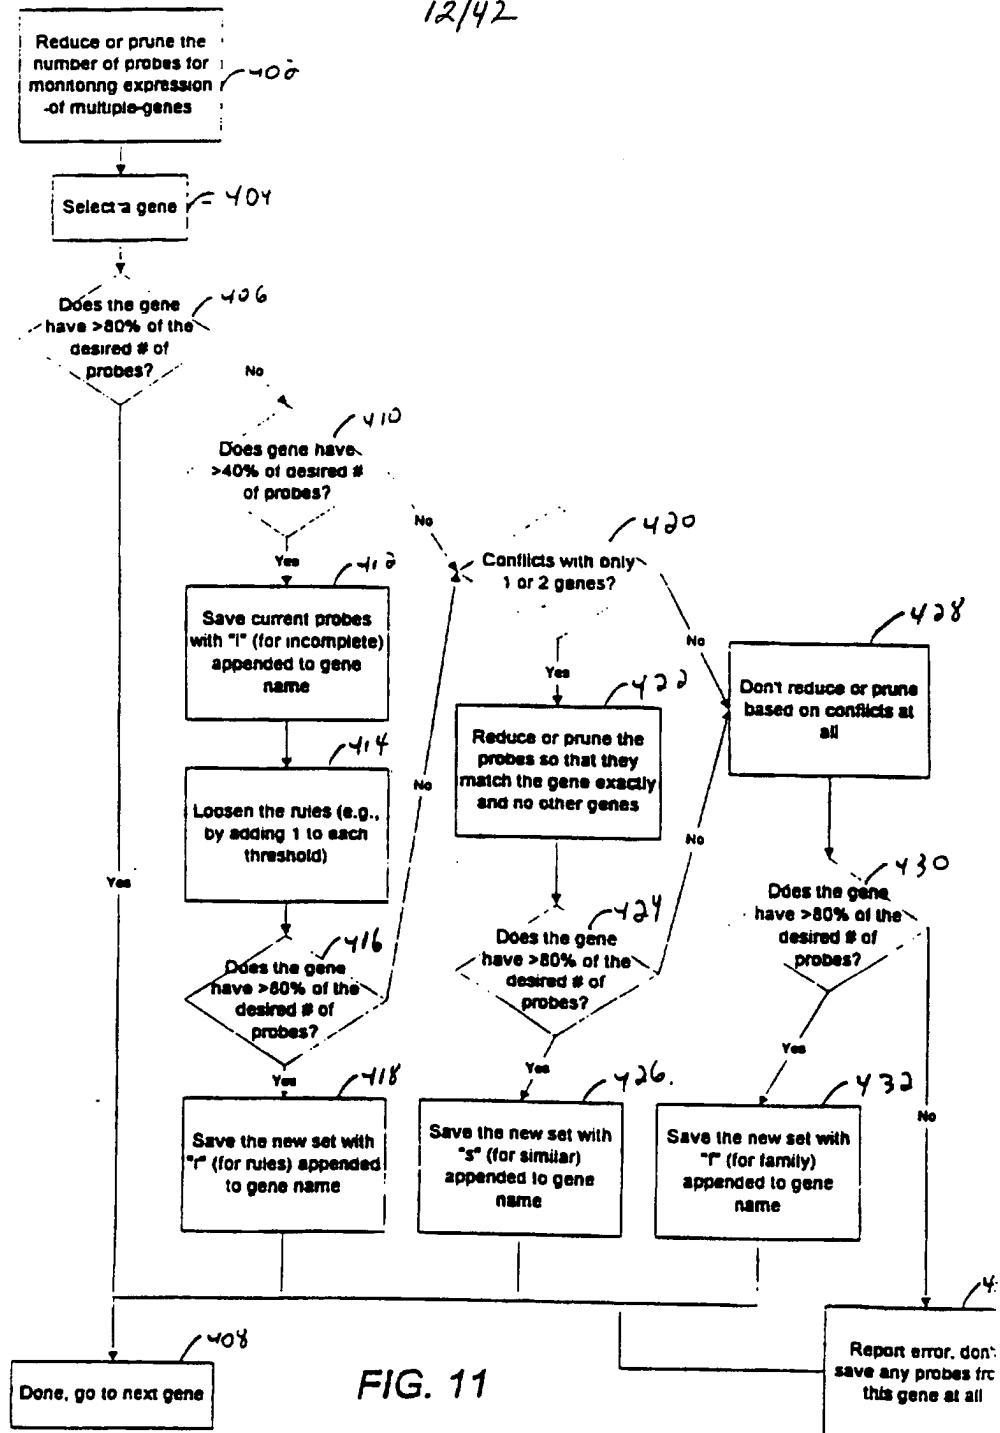 12/42
Reduce or prune the
number of probes for
monitoring expression
of multiple-genes
402
Select a gene
404
Does the gene
have >80% of the
desired # of
probes?
406
No
Does gene have
>40% of desired #
of probes?
410
No
Yes
Conflicts with only
1 or 2 genes?
420
Save current probes
with "I" (for incomplete)
appended to gene
name
412
Yes
No
Don't reduce or prune
based on conflicts at
all
428
Reduce or prune the
probes so that they
match the gene exactly
and no other genes
422
Loosen the rules (e.g.,
by adding 1 to each
threshold)
414
No
No
Yes
Does the gene
have >80% of the
desired # of
probes?
416
Does the gene
have >80% of the
desired # of
probes?
424
Does the gene
have >80% of the
desired # of
probes?
430
Yes
Yes
Yes
No
Save the new set with
"r" (for rules) appended
to gene name
418
Save the new set with
"s" (for similar)
appended to gene
name
426.
Save the new set with
"f" (for family)
appended to gene
name
432
Done, go to next gene
408
FIG. 11
Report error, don't
save any probes
this gene at all